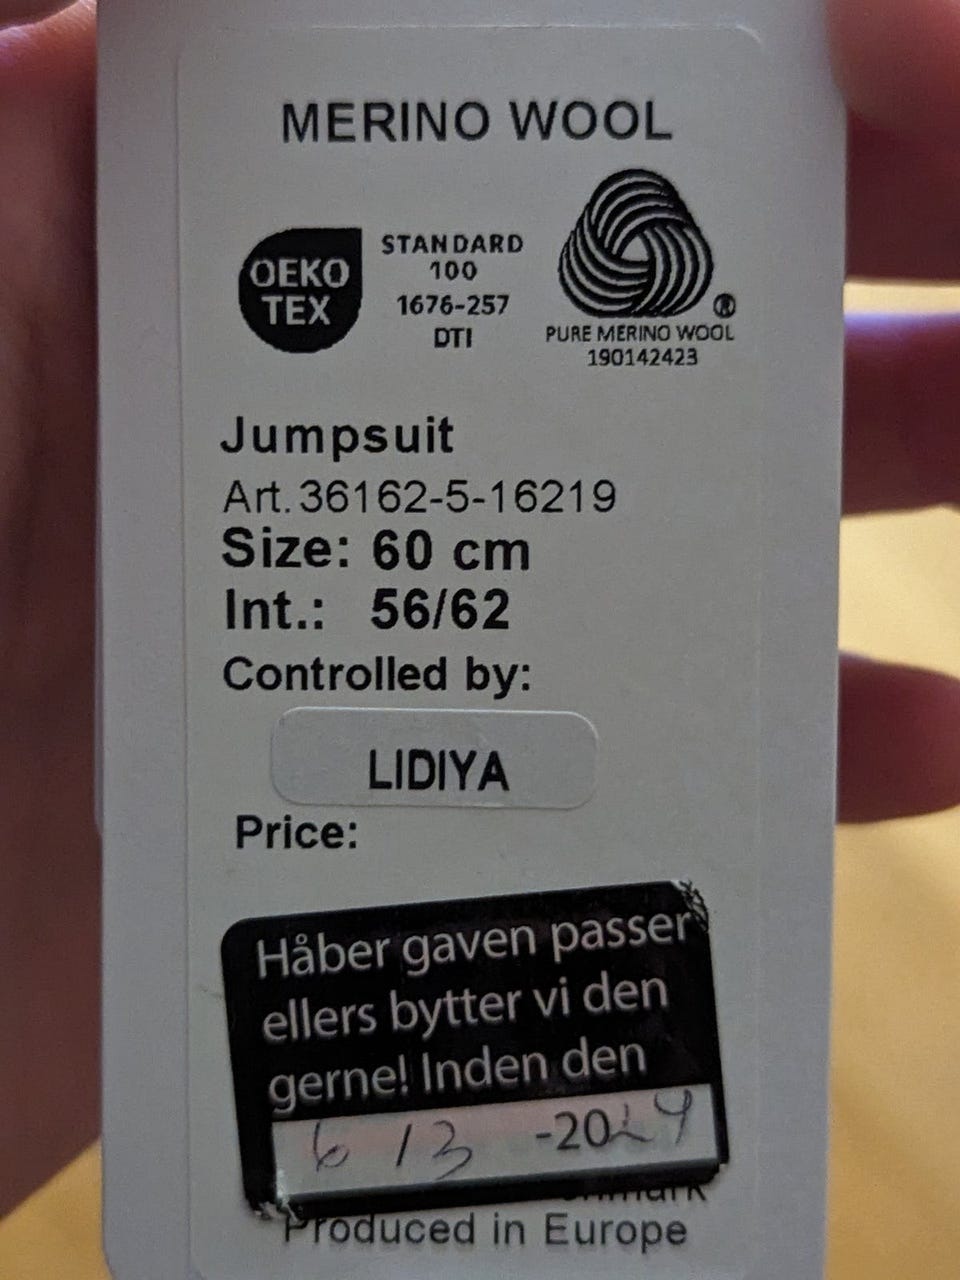 MERINO WOOL
OEKO
TEX
STANDARD
100
1676-257
DTI
®
PURE MERINO WOOL
190142423
Jumpsuit
Art. 36162-5-16219
Size: 60 cm
Int.: 56/62
Controlled by:
LIDIYA
Price:
Håber gaven passer
ellers bytter vi den
gerne! Inden den
6 / 3 -2024
Produced in Europe